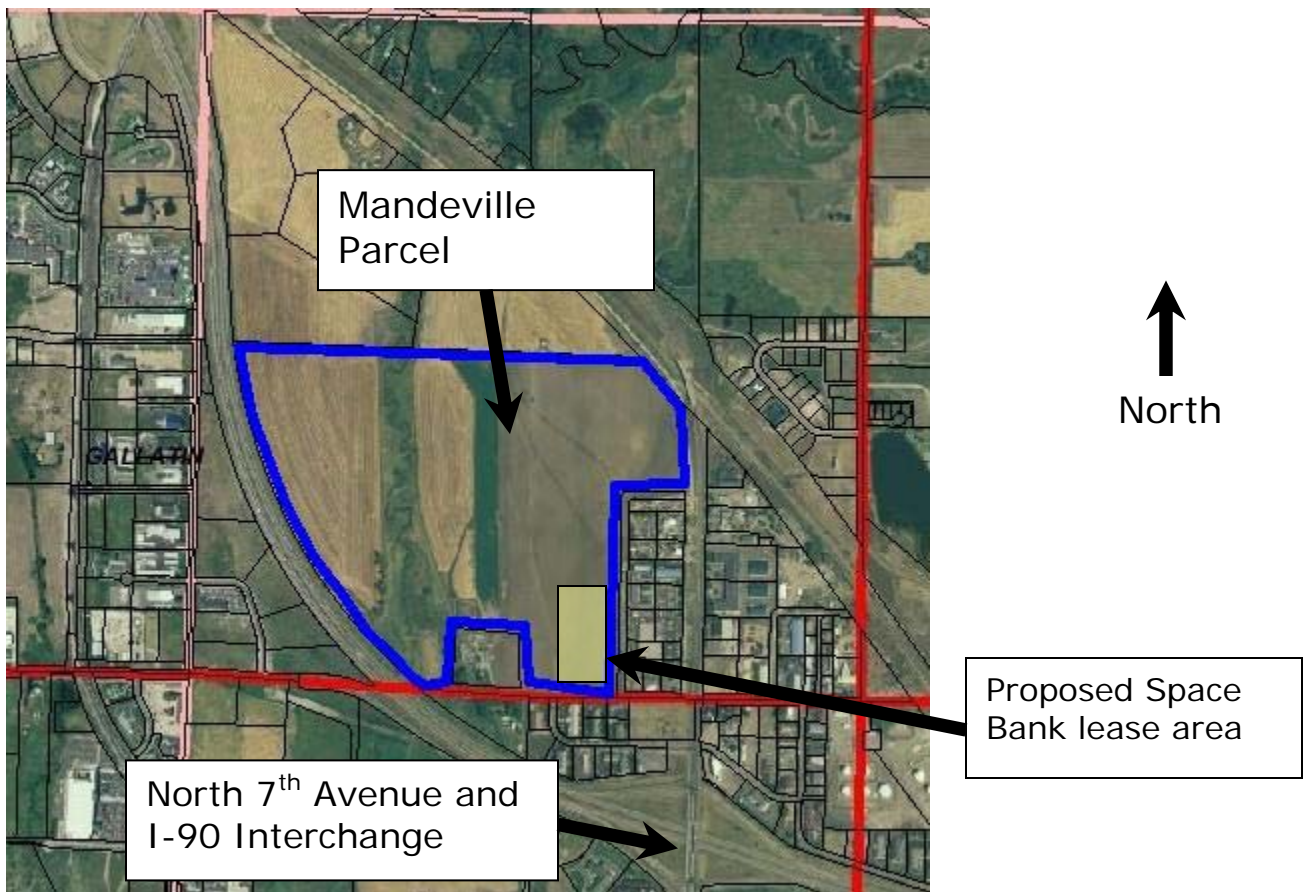 Mandeville
Parcel
North
GALLATIN
Proposed Space
Bank lease area
North 7th Avenue and
I-90 Interchange